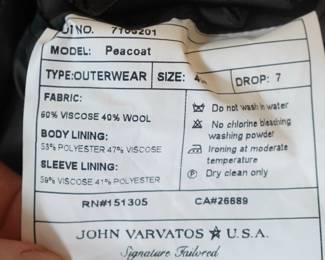 NO. 7106201
MODEL: Peacoat
TYPE:OUTERWEAR SIZE: DROP: 7
FABRIC:
60% VISCOSE 40% WOOL
BODY LINING:
53% POLYESTER 47% VISCOSE
SLEEVE LINING:
59% VISCOSE 41% POLYESTER
Do not wash in water
No chlorine bleaching
washing powder
Ironing at moderate
temperature
P Dry clean only
RN#151305 CA#26689
JOHN VARVATOS ★ U.S.A.
Signature Tailored